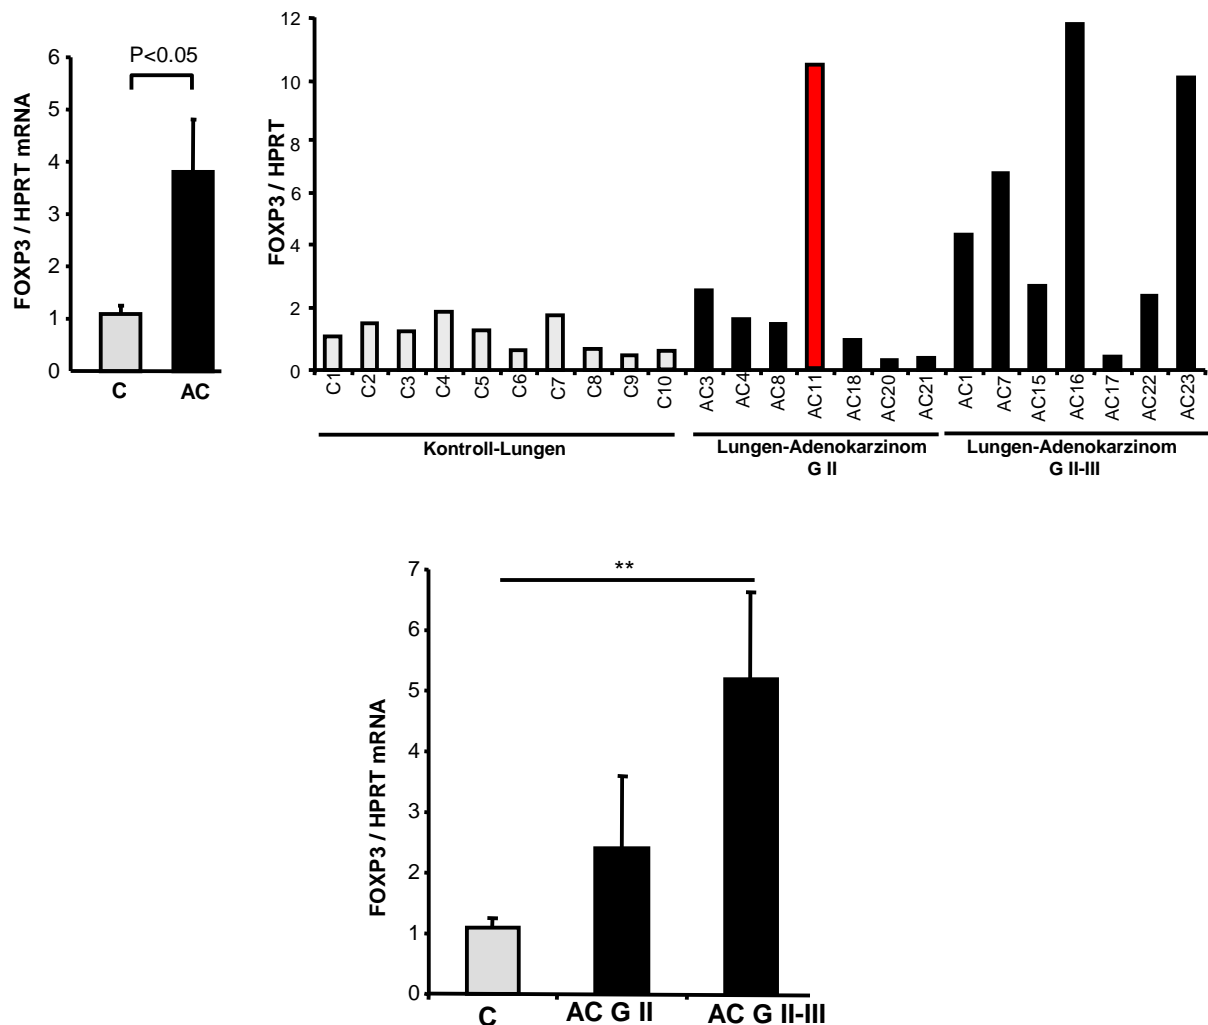 P<0.05
FOXP3 / HPRT mRNA
6
5
4
3
2
1
0
C AC
FOXP3 / HPRT
12
10
8
6
4
2
0
C1 C2 C3 C4 C5 C6 C7 C8 C9 C10 AC3 AC4 AC8 AC11 AC18 AC20 AC21 AC1 AC7 AC15 AC16 AC17 AC22 AC23
Kontroll-Lungen
Lungen-Adenokarzinom
G II
Lungen-Adenokarzinom
G II-III
**
FOXP3 / HPRT mRNA
7
6
5
4
3
2
1
0
C AC G II AC G II-III